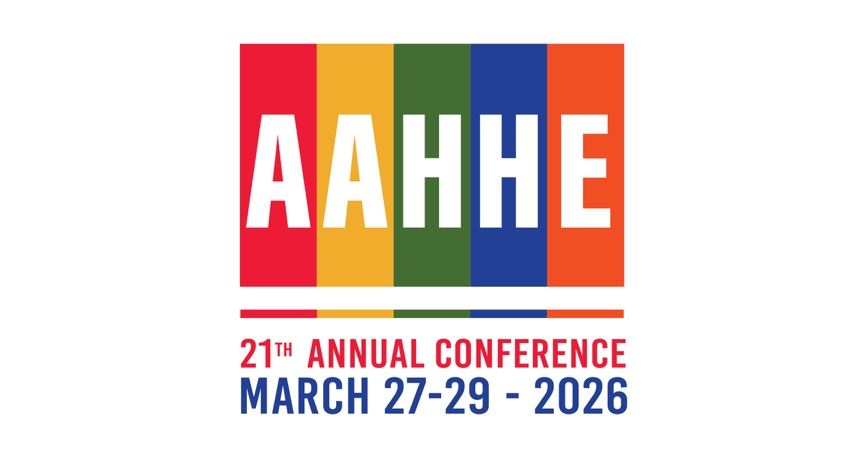 AAHHE
21TH ANNUAL CONFERENCE
MARCH 27-29 - 2026